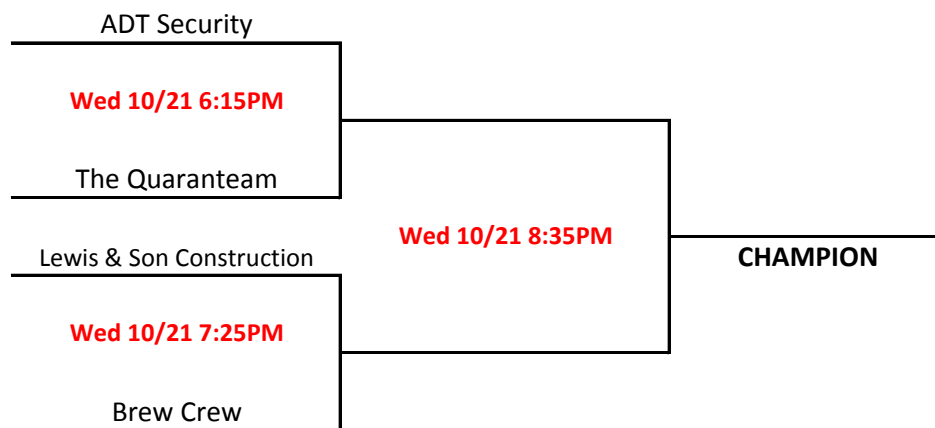 ADT Security
Wed 10/21 6:15PM
The Quaranteam
Wed 10/21 8:35PM
CHAMPION
Lewis & Son Construction
Wed 10/21 7:25PM
Brew Crew